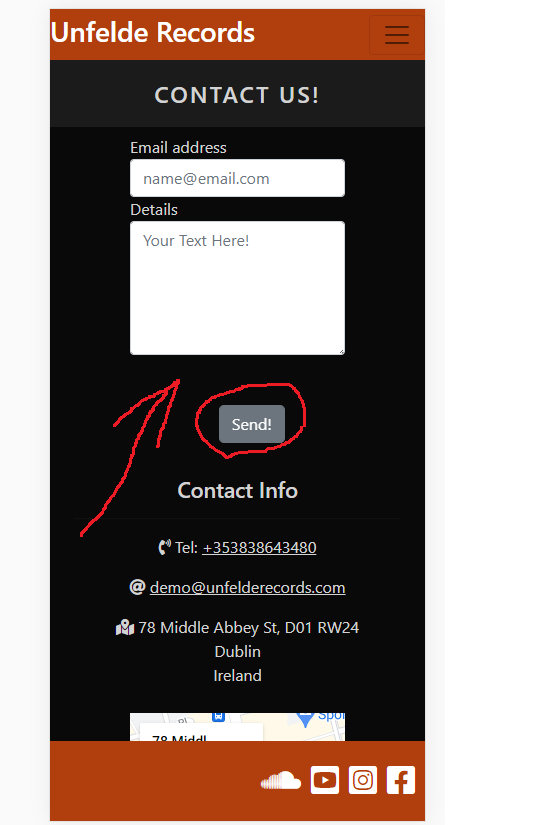 Unfelde Records
CONTACT US!
Email address
name@email.com
Details
Your Text Here!
Send!
Contact Info
Tel: +353838643480
demo@unfelderecords.com
78 Middle Abbey St, D01 RW24
Dublin
Ireland
Spor
78 Middl